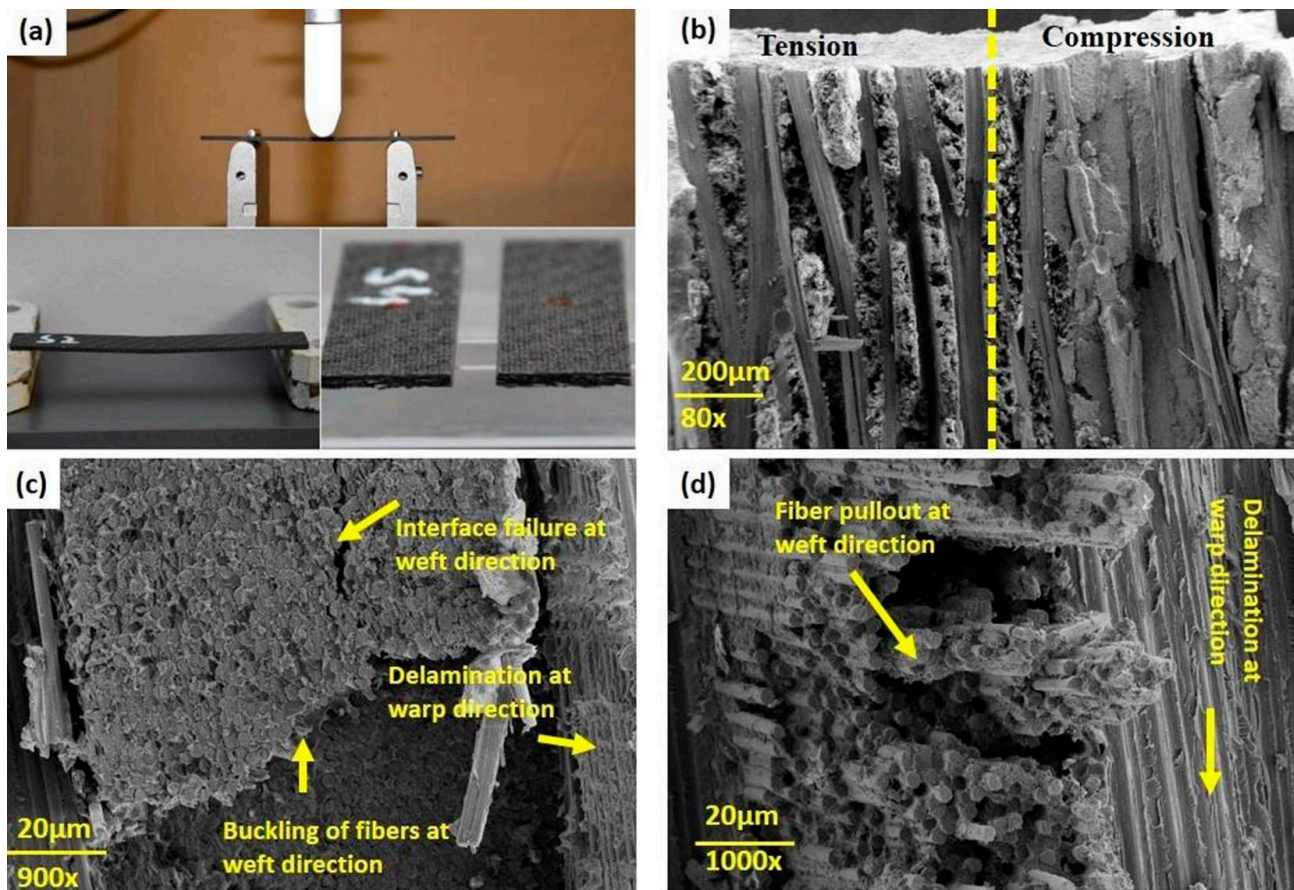 (a)
S2
(b)
Tension
Compression
200µm
80x
(c)
Interface failure at
weft direction
Delamination at
warp direction
Buckling of fibers at
weft direction
20µm
900x
(d)
Fiber pullout at
weft direction
Delamination at
warp direction
20µm
1000x